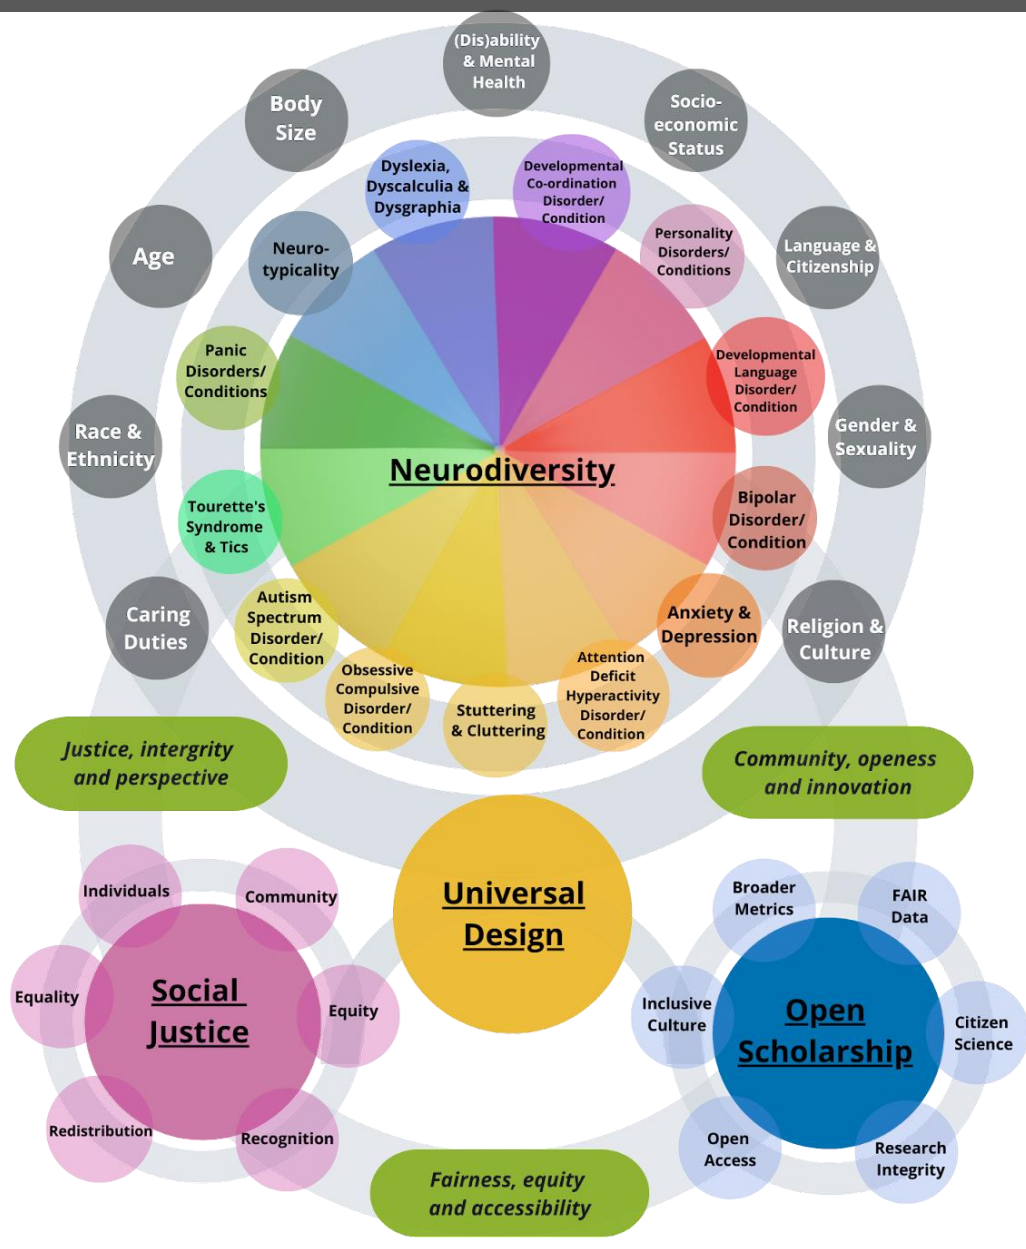 (Dis)ability
& Mental
Health
Body
Size
Socio-
economic
Status
Age
Language &
Citizenship
Race &
Ethnicity
Gender &
Sexuality
Caring
Duties
Religion &
Culture
Dyslexia,
Dyscalculia &
Dysgraphia
Developmental
Co-ordination
Disorder/
Condition
Neuro-
typicality
Personality
Disorders/
Conditions
Panic
Disorders/
Conditions
Developmental
Language
Disorder/
Condition
Neurodiversity
Tourette's
Syndrome
& Tics
Bipolar
Disorder/
Condition
Autism
Spectrum
Disorder/
Condition
Anxiety &
Depression
Obsessive
Compulsive
Disorder/
Condition
Stuttering
& Cluttering
Attention
Deficit
Hyperactivity
Disorder/
Condition
Justice, intergrity
and perspective
Community, openess
and innovation
Universal
Design
Individuals
Community
Equality
Social
Justice
Equity
Redistribution
Recognition
Broader
Metrics
FAIR
Data
Inclusive
Culture
Open
Scholarship
Citizen
Science
Open
Access
Research
Integrity
Fairness, equity
and accessibility